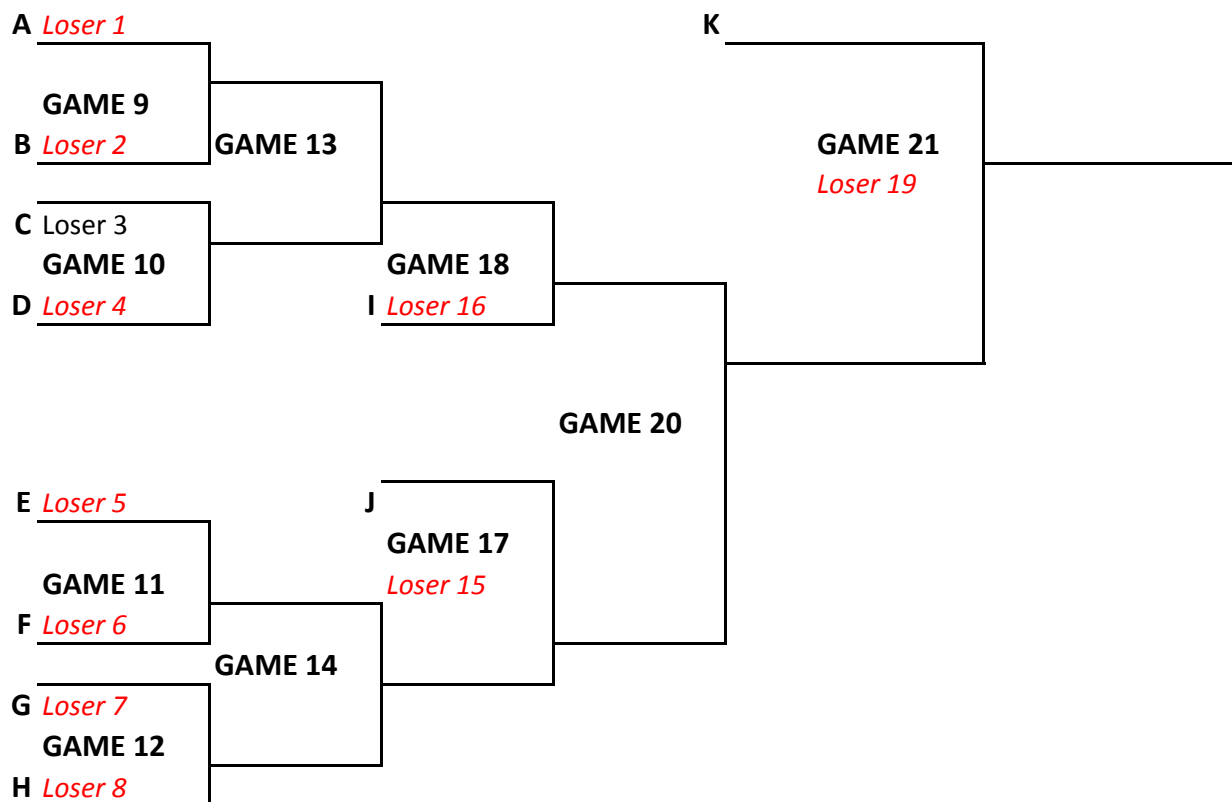 A Loser 1
K
GAME 9
B Loser 2
GAME 13
GAME 21
Loser 19
C Loser 3
GAME 10
GAME 18
D Loser 4
I Loser 16
GAME 20
E Loser 5
J
GAME 17
GAME 11
Loser 15
F Loser 6
GAME 14
G Loser 7
GAME 12
H Loser 8